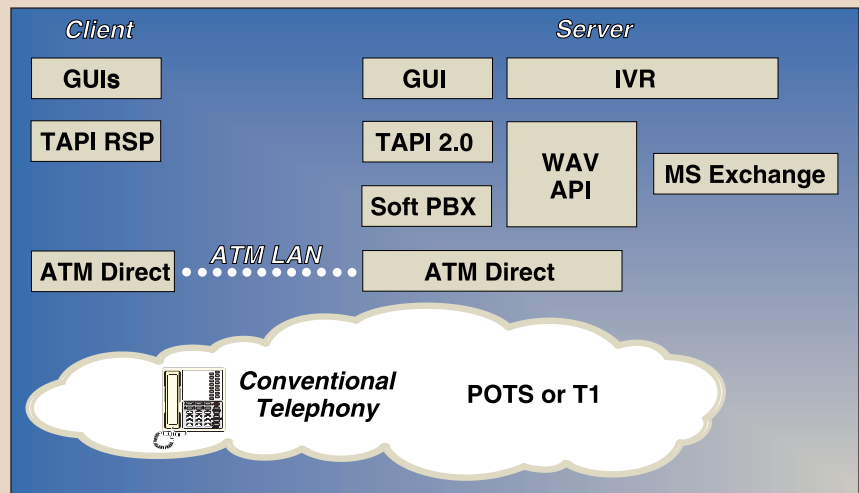 Client
Server
GUIs
GUI
IVR
TAPI RSP
TAPI 2.0
WAV
API
MS Exchange
Soft PBX
ATM LAN
ATM Direct
ATM Direct
Conventional
Telephony
POTS or T1